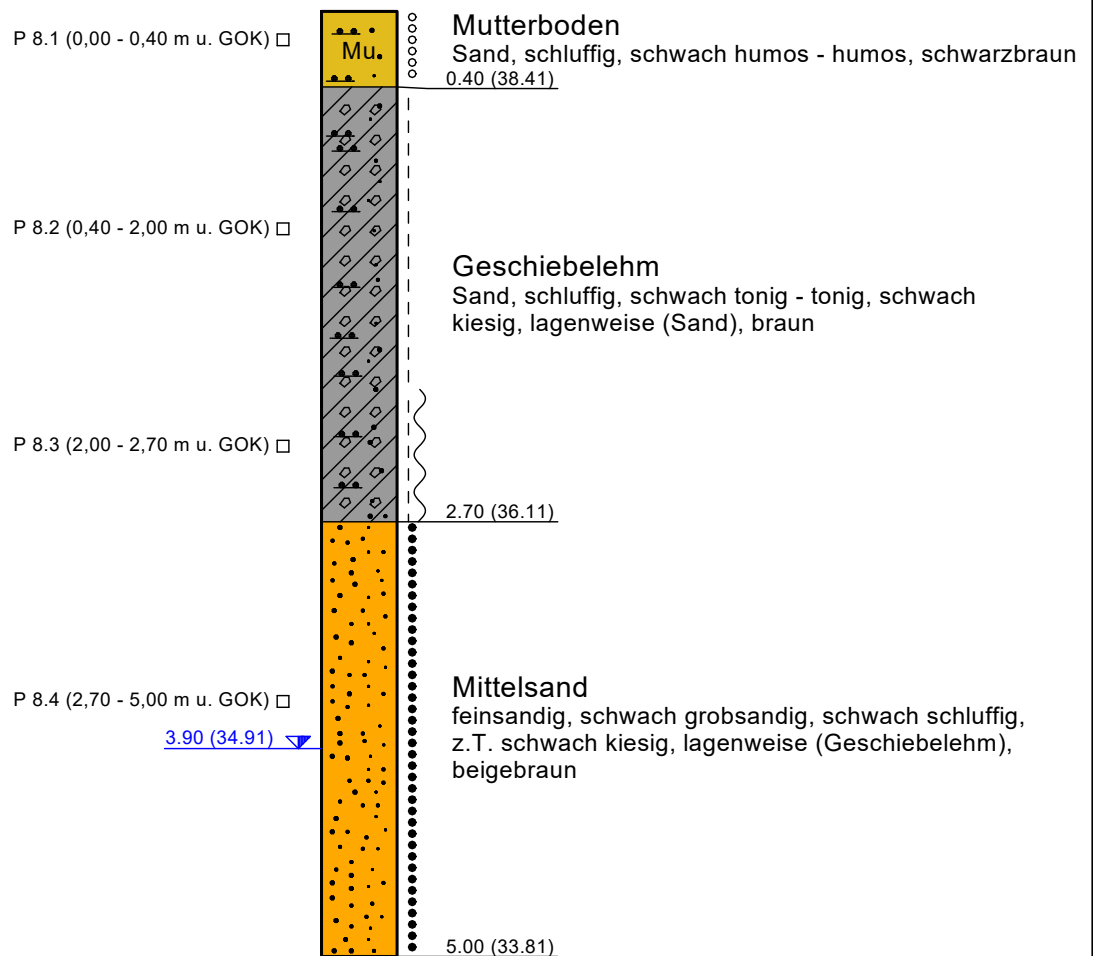 Mutterboden
P 8.1 (0,00 - 0,40 m u. GOK)
Mu.
Sand, schluffig, schwach humos - humos, schwarzbraun
0.40 (38.41)
P 8.2 (0,40 - 2,00 m u. GOK)
Geschiebelehm
Sand, schluffig, schwach tonig - tonig, schwach
kiesig, lagenweise (Sand), braun
P 8.3 (2,00 - 2,70 m u. GOK)
2.70 (36.11)
P 8.4 (2,70 - 5,00 m u. GOK)
Mittelsand
feinsandig, schwach grobsandig, schwach schluffig,
3.90 (34.91)
z.T. schwach kiesig, lagenweise (Geschiebelehm),
beigebraun
5.00 (33.81)